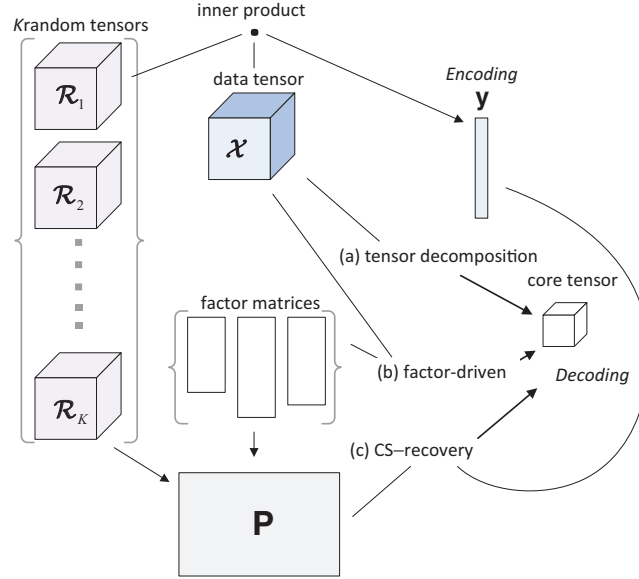 inner product
Krandom tensors
data tensor
Encoding
y
R1
X
R2
(a) tensor decomposition
core tensor
factor matrices
(b) factor-driven
Decoding
RK
(c) CS–recovery
P